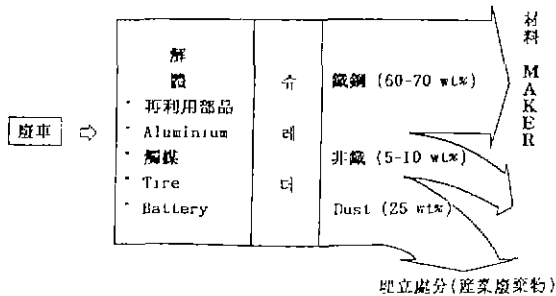 廢車 ⇨
解
體
* 再利用部品
* Aluminium
* 觸媒
* Tire
* Battery
슈
레
더
鐵鋼 (60-70 wt%)
非鐵 (5-10 wt%)
Dust (25 wt%)
材料 MAKER
埋立處分(産業廢棄物)